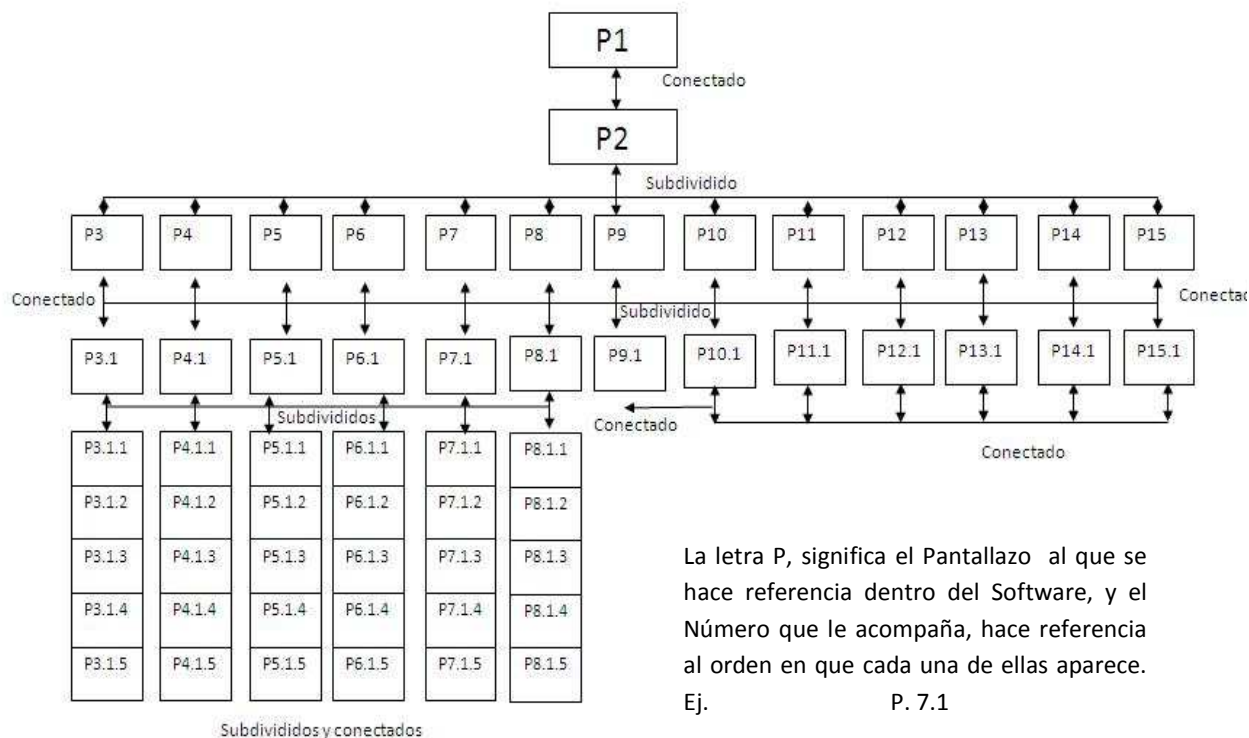 P1
Conectado
P2
Subdividido
P3 P4 P5 P6 P7 P8 P9 P10 P11 P12 P13 P14 P15
Conectado Conectad
Subdividido
P3.1 P4.1 P5.1 P6.1 P7.1 P8.1 P9.1 P10.1 P11.1 P12.1 P13.1 P14.1 P15.1
Subdivididos
Conectado
Conectado
P3.1.1 P4.1.1 P5.1.1 P6.1.1 P7.1.1 P8.1.1
P3.1.2 P4.1.2 P5.1.2 P6.1.2 P7.1.2 P8.1.2
P3.1.3 P4.1.3 P5.1.3 P6.1.3 P7.1.3 P8.1.3
P3.1.4 P4.1.4 P5.1.4 P6.1.4 P7.1.4 P8.1.4
P3.1.5 P4.1.5 P5.1.5 P6.1.5 P7.1.5 P8.1.5
Subdivididos y conectados
La letra P, significa el Pantallazo al que se
hace referencia dentro del Software, y el
Número que le acompaña, hace referencia
al orden en que cada una de ellas aparece.
Ej. P. 7.1